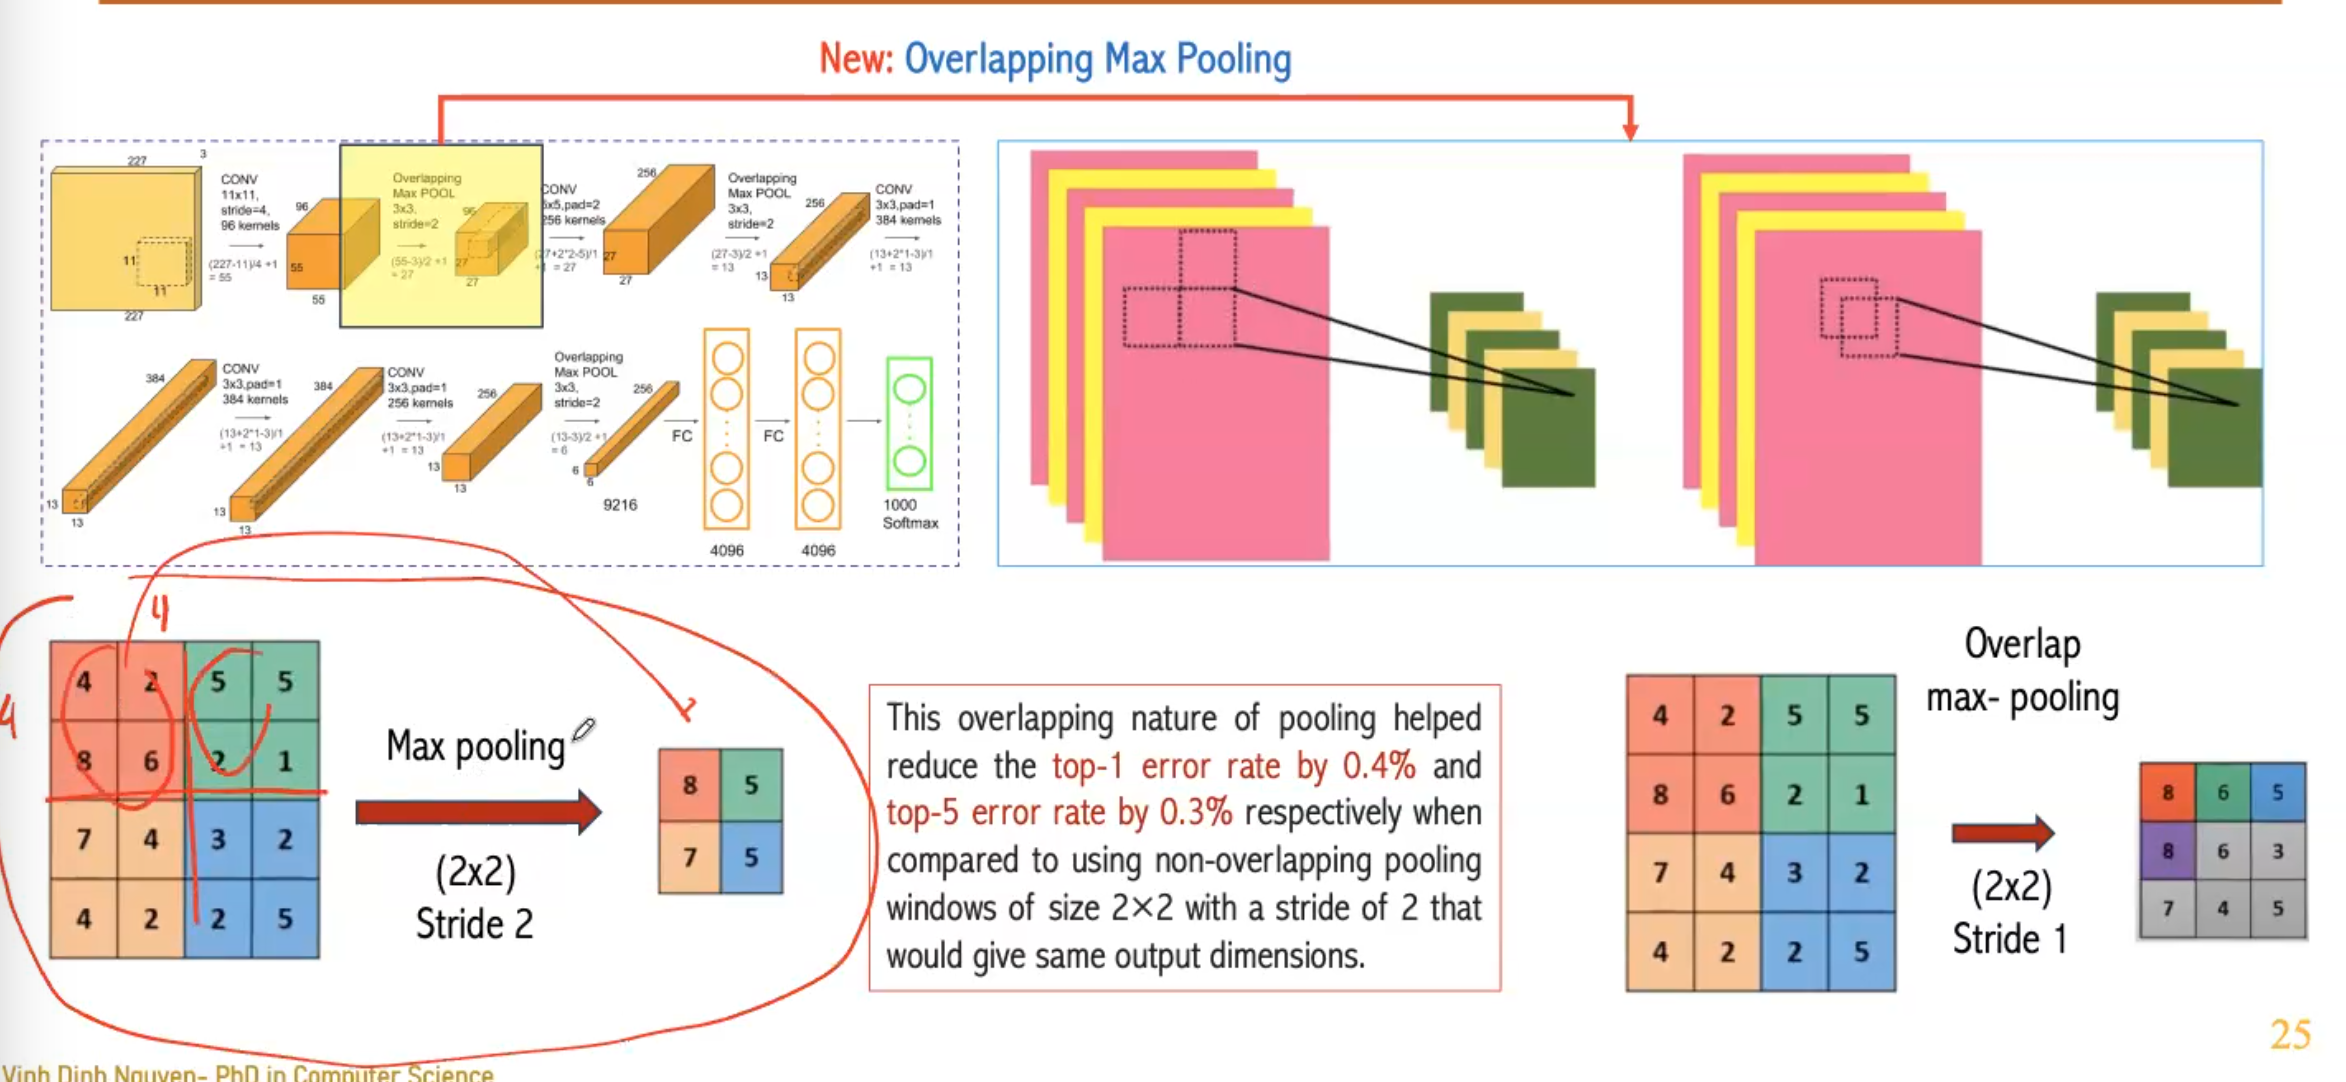 New: Overlapping Max Pooling
227
3
CONV
11x11,
stride=4,
96 kernels
(227-11)/4 +1
= 55
11
11
227
96
55
55
Overlapping
Max POOL
3x3,
stride=2
(55-3)/2 +1
= 27
96
27
27
CONV
5x5,pad=2
256 kernels
(27+2*2-5)/1
+1 = 27
256
27
27
Overlapping
Max POOL
3x3,
stride=2
(27-3)/2 +1
= 13
256
13
13
CONV
3x3,pad=1
384 kernels
(13+2*1-3)/1
+1 = 13
384
13
13
CONV
3x3,pad=1
384 kernels
(13+2*1-3)/1
+1 = 13
384
13
13
CONV
3x3,pad=1
256 kernels
(13+2*1-3)/1
+1 = 13
256
13
13
Overlapping
Max POOL
3x3,
stride=2
(13-3)/2 +1
= 6
256
6
6
9216
FC
4096
FC
4096
1000
Softmax
4
4
4 2 5 5
8 6 2 1
7 4 3 2
4 2 2 5
Max pooling
(2x2)
Stride 2
8 5
7 5
This overlapping nature of pooling helped
reduce the top-1 error rate by 0.4% and
top-5 error rate by 0.3% respectively when
compared to using non-overlapping pooling
windows of size 2×2 with a stride of 2 that
would give same output dimensions.
4 2 5 5
8 6 2 1
7 4 3 2
4 2 2 5
Overlap
max- pooling
(2x2)
Stride 1
8 6 5
8 6 3
7 4 5
25
Vinh Dinh Nguyen- PhD in Computer Science